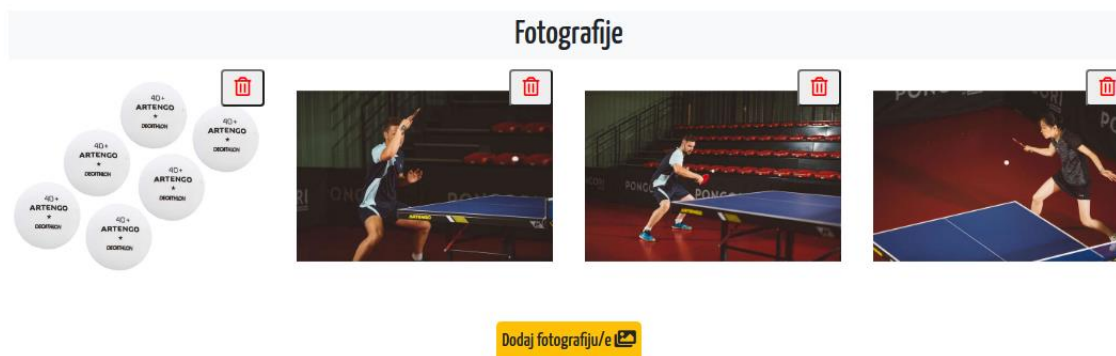 Fotografije
40+
ARTENGO
★
DECATHLON
40+
ARTENGO
★
DECATHLON
40+
ARTENGO
★
DECATHLON
40+
ARTENGO
★
DECATHLON
40+
ARTENGO
★
DECATHLON
40+
ARTENGO
★
DECATHLON
PONGORI
ARTENGO
PONGORI
Dodaj fotografiju/e